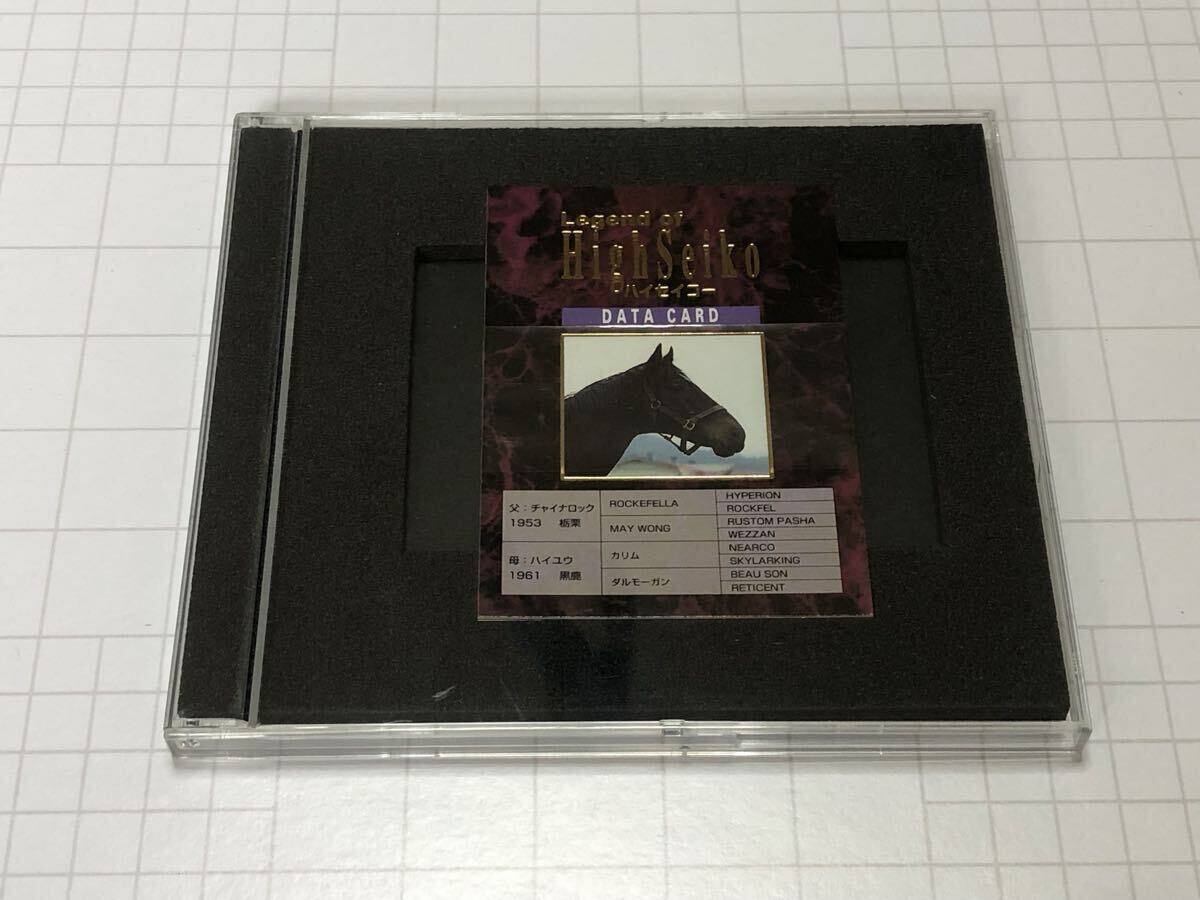 Legend of
HighSeiko
ハイセイコー
DATA CARD
父：チャイナロック
1953 栃栗
母：ハイユウ
1961 黒鹿
ROCKEFELLA
MAY WONG
カリム
ダルモーガン
HYPERION
ROCKFEL
RUSTOM PASHA
WEZZAN
NEARCO
SKYLARKING
BEAU SON
RETICENT